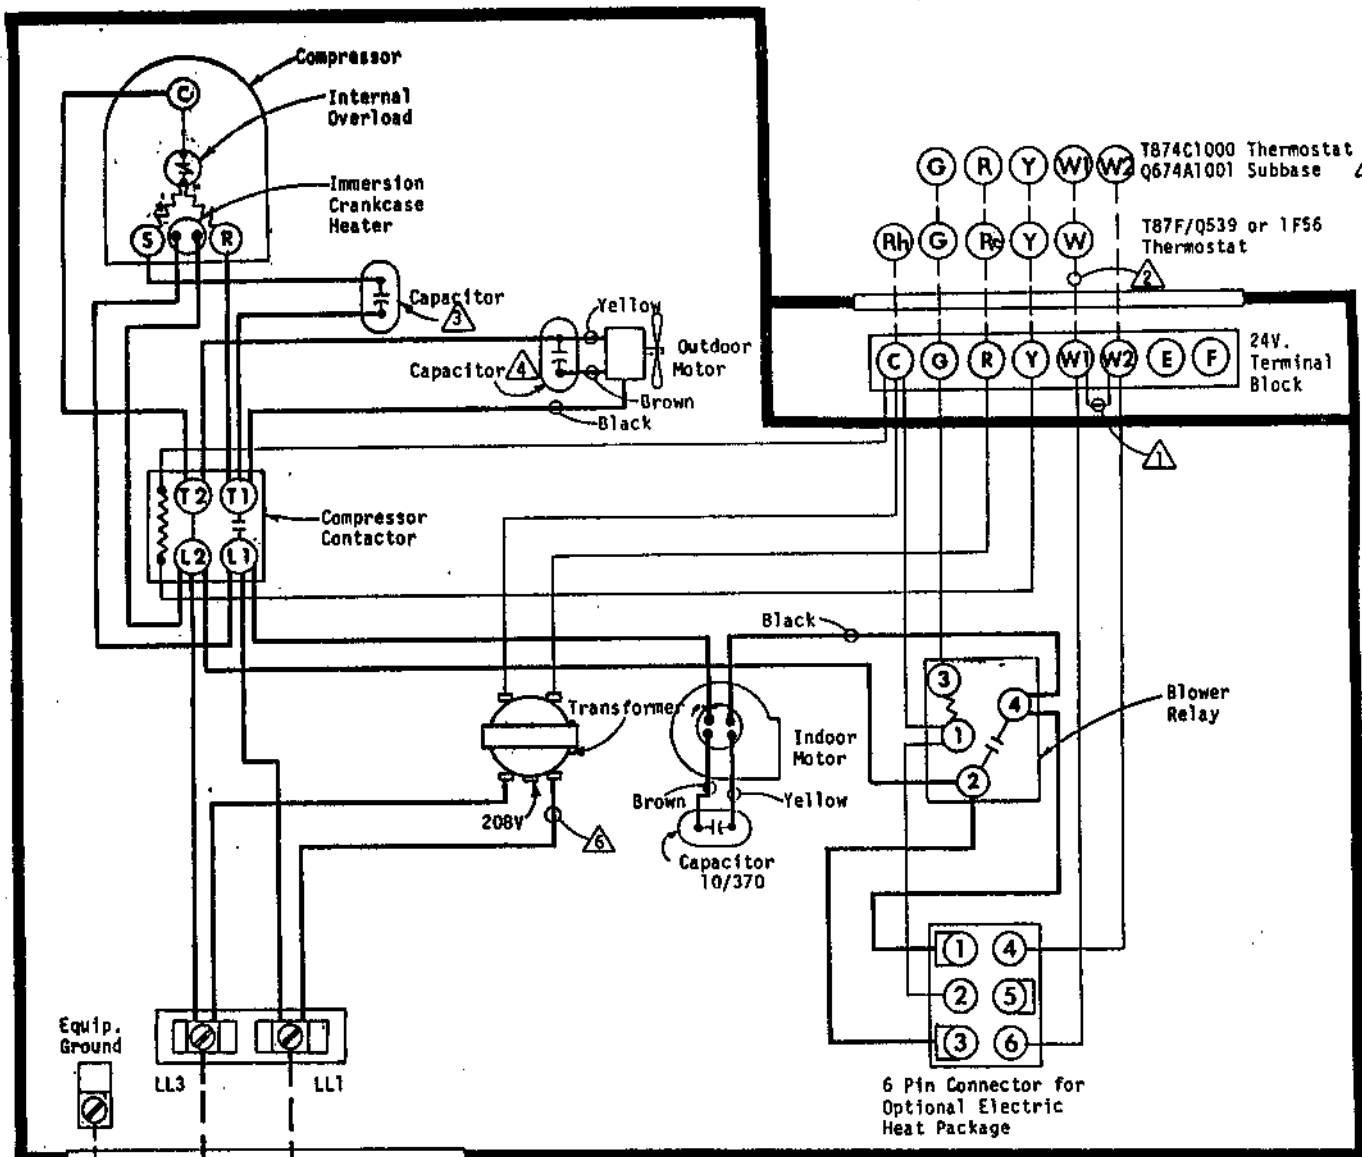 Compressor
C
Internal
Overload
Immersion
Crankcase
Heater
S
R
Capacitor
3
Yellow
Capacitor
4
Outdoor
Motor
Brown
Black
G
R
Y
W1
W2
T874C1000 Thermostat
Q674A1001 Subbase
Rh
G
Rc
Y
W
T87F/Q539 or 1F56
Thermostat
2
C
G
R
Y
W1
W2
E
F
24V.
Terminal
Block
1
T2
T1
L2
L1
Compressor
Contactor
Black
3
4
1
2
Blower
Relay
Transformer
208V
6
Indoor
Motor
Brown
Yellow
Capacitor
10/370
1
4
2
5
3
6
6 Pin Connector for
Optional Electric
Heat Package
Equip.
Ground
LL3
LL1